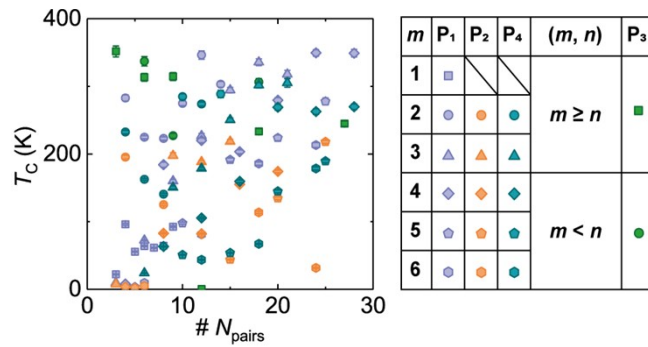 400
200
0
T_C (K)
0 10 20 30
# N_pairs
m P₁ P₂ P₄ (m, n) P₃
1
2
3
m ≥ n
4
5
6
m < n